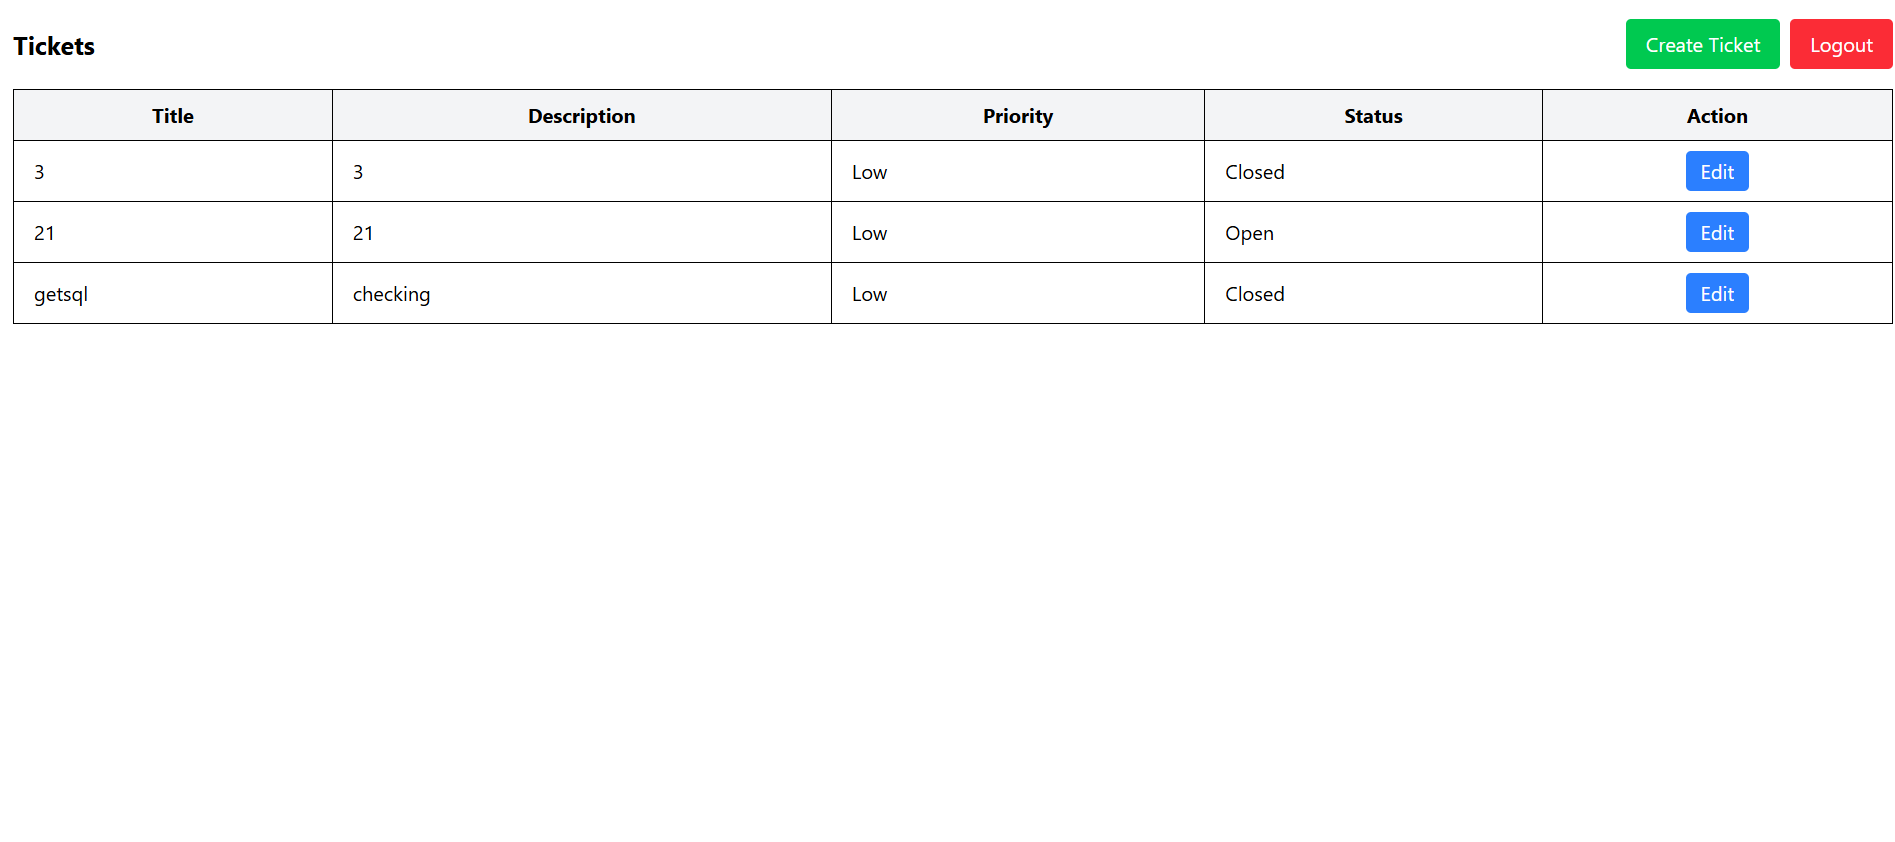 Tickets
Create Ticket Logout
Title Description Priority Status Action
3 3 Low Closed Edit
21 21 Low Open Edit
getsql checking Low Closed Edit